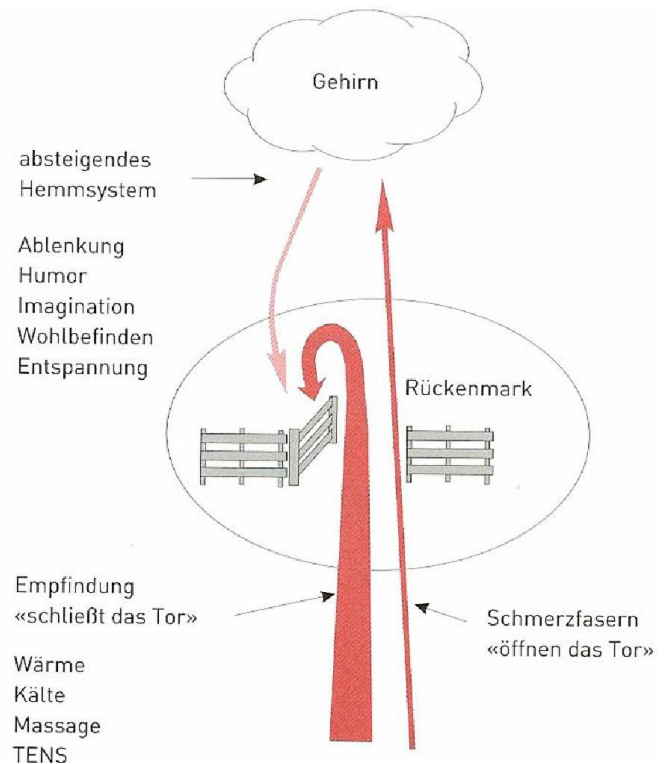 Gehirn
absteigendes
Hemmsystem
Ablenkung
Humor
Imagination
Wohlbefinden
Entspannung
Rückenmark
Empfindung
«schließt das Tor»
Schmerzfasern
«öffnen das Tor»
Wärme
Kälte
Massage
TENS